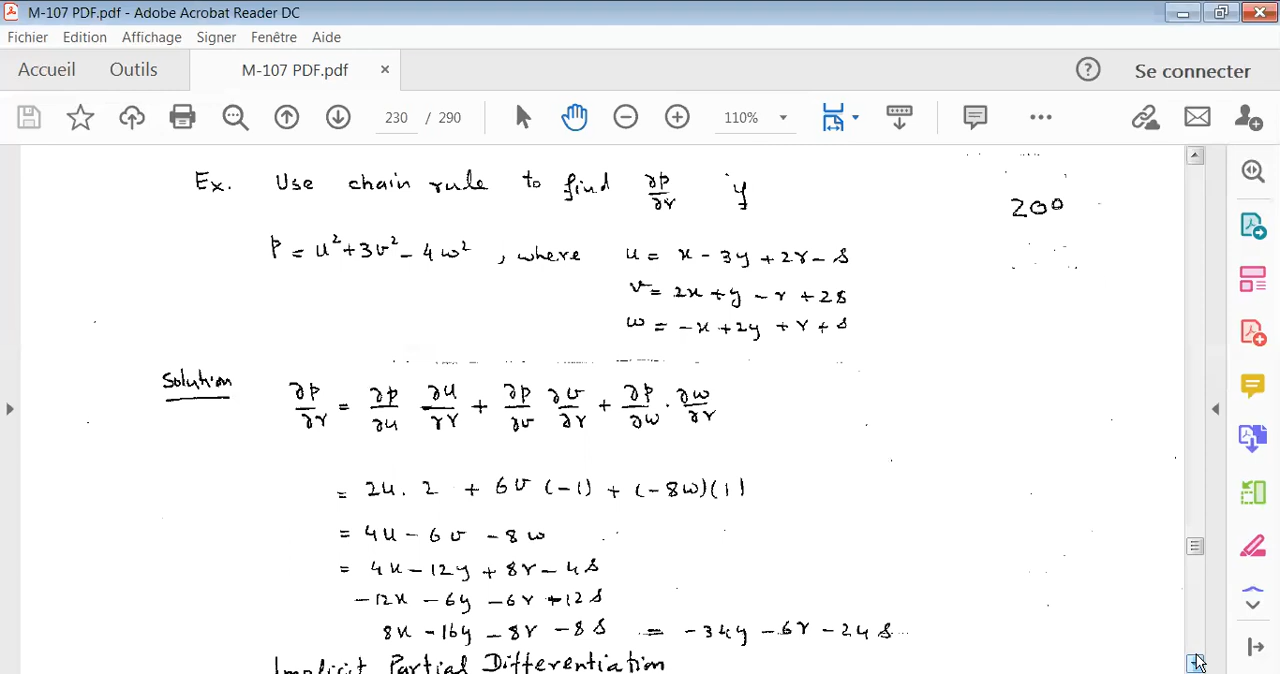 M-107 PDF.pdf - Adobe Acrobat Reader DC
Fichier Edition Affichage Signer Fenêtre Aide
Accueil Outils M-107 PDF.pdf × Se connecter
230 / 290 110%
Ex. Use chain rule to find ∂p/∂r if
200
p = u² + 3v² - 4w², where u = x - 3y + 2r - s
v = 2x + y - r + 2s
w = -x + 2y + r + s
Solution ∂p/∂r = ∂p/∂u ∂u/∂r + ∂p/∂v ∂v/∂r + ∂p/∂w · ∂w/∂r
= 2u. 2 + 6v (-1) + (-8w)(1)
= 4u - 6v - 8w
= 4x - 12y + 8r - 4s
-12x - 6y - 6r + 12s
8x - 16y - 8r - 8s = -34y - 6r - 24s
Implicit Partial Differentiation